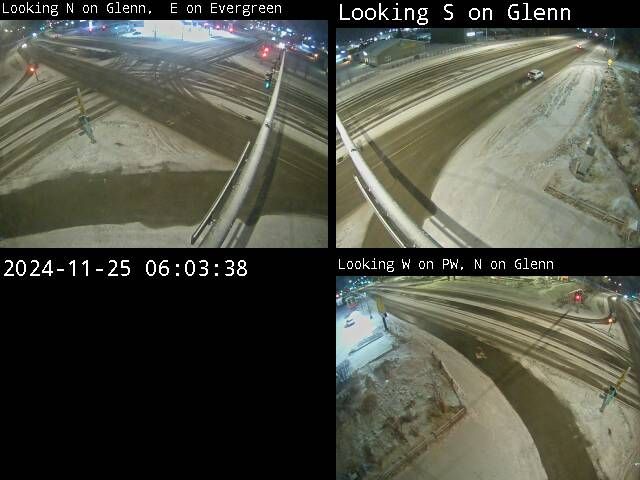 Looking N on Glenn,  E on Evergreen
Looking S on Glenn
2024-11-25 06:03:38
Looking W on PW, N on Glenn